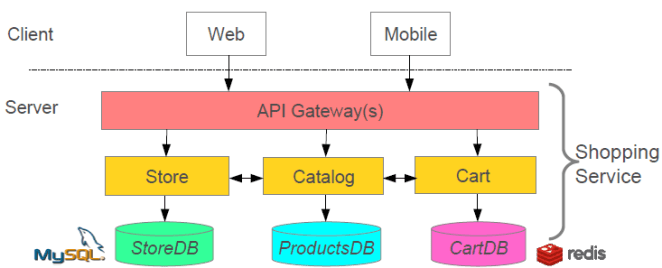 Client
Web
Mobile
Server
API Gateway(s)
Shopping
Service
Store
Catalog
Cart
MySQL
StoreDB
ProductsDB
CartDB
redis